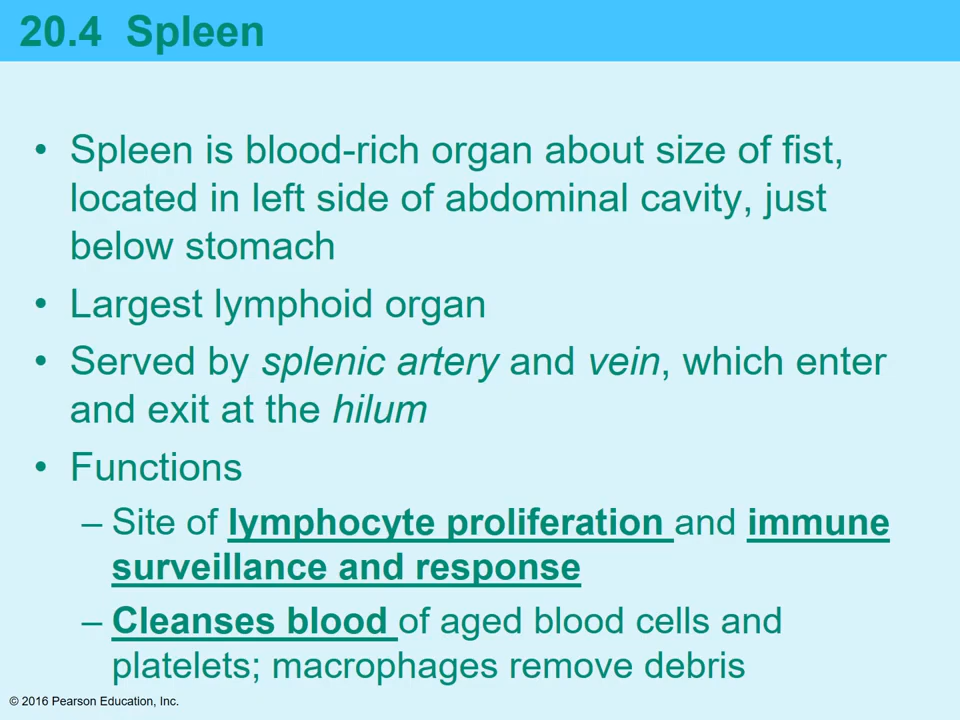 20.4 Spleen
• Spleen is blood-rich organ about size of fist,
located in left side of abdominal cavity, just
below stomach
• Largest lymphoid organ
• Served by splenic artery and vein, which enter
and exit at the hilum
• Functions
– Site of lymphocyte proliferation and immune
surveillance and response
– Cleanses blood of aged blood cells and
platelets; macrophages remove debris
© 2016 Pearson Education, Inc.